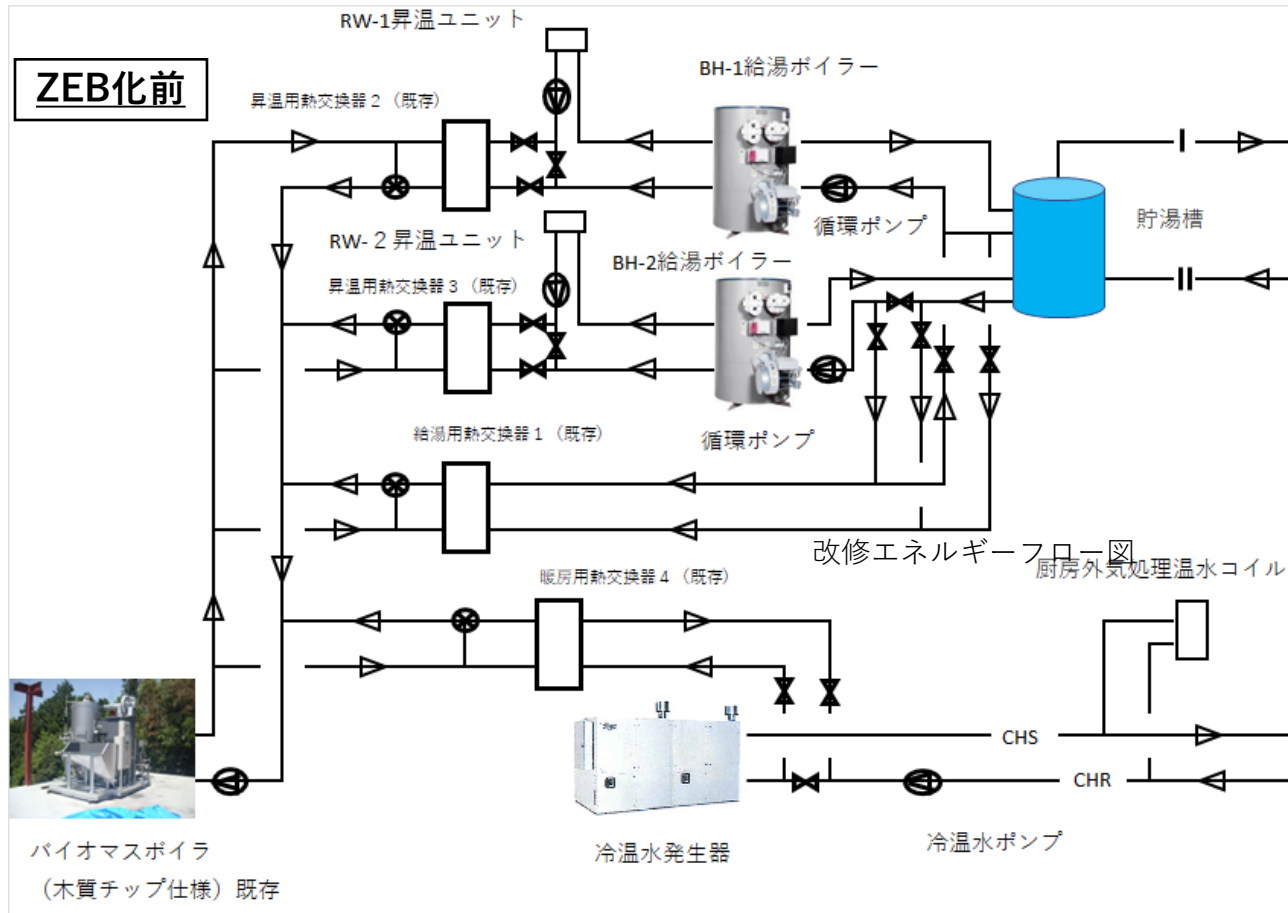 RW-1昇温ユニット
ZEB化前
BH-1給湯ボイラー
昇温用熱交換器２（既存）
貯湯槽
循環ポンプ
RW-２昇温ユニット
BH-2給湯ボイラー
昇温用熱交換器３（既存）
給湯用熱交換器１（既存）
循環ポンプ
改修エネルギーフロー図
厨房外気処理温水コイル
暖房用熱交換器４（既存）
CHS
CHR
冷温水ポンプ
冷温水発生器
バイオマスボイラ
（木質チップ仕様）既存